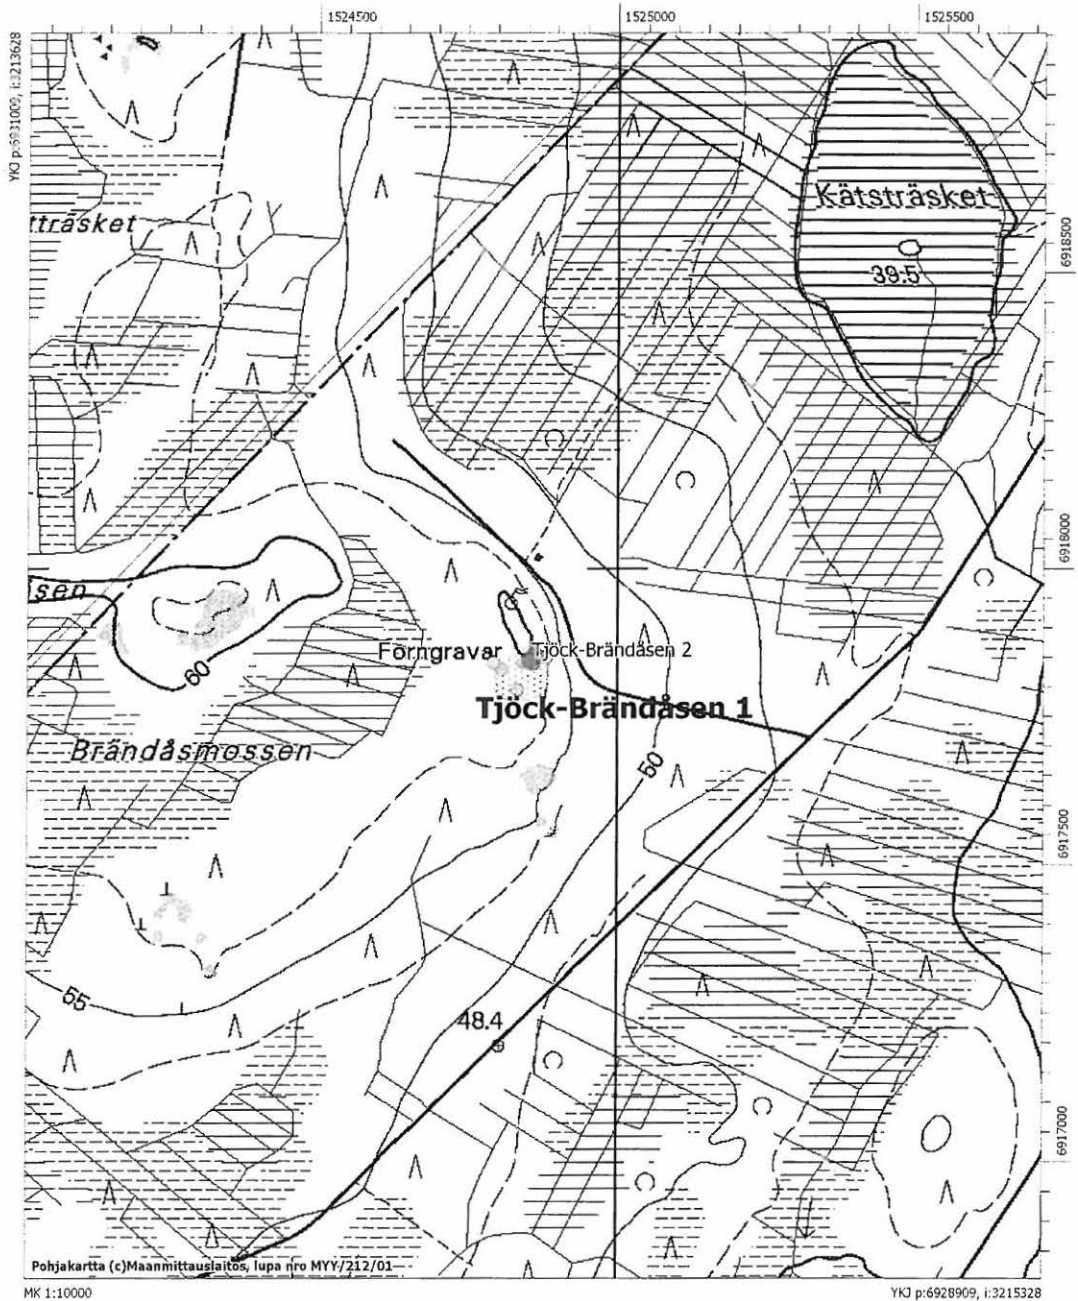 1524500
1525000
1525500
YKJ p:6931009, i:3213628
Kätsträsket
tträsket
6918500
39.5
6918000
sen
60
Forngravar
Tjöck-Brändåsen 2
Tjöck-Brändåsen 1
Brändåsmossen
50
6917500
55
48.4
6917000
Pohjakartta (c)Maanmittauslaitos, lupa nro MYY/212/01
MK 1:10000
YKJ p:6928909, i:3215328